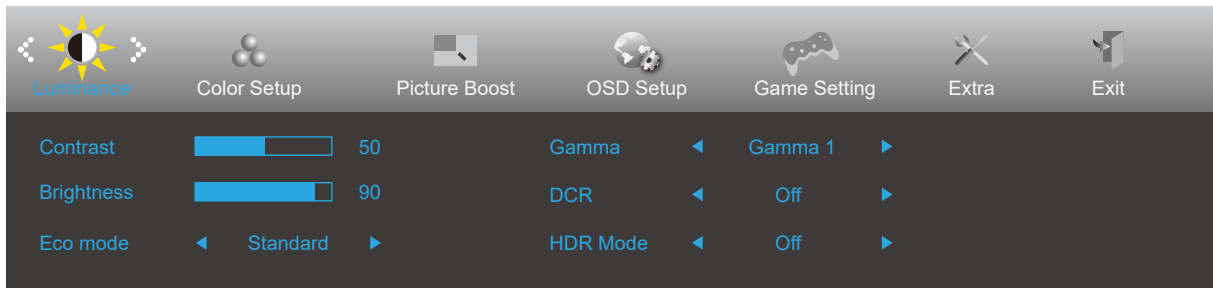 Luminance Color Setup Picture Boost OSD Setup Game Setting Extra Exit
Contrast 50 Gamma Gamma 1
Brightness 90 DCR Off
Eco mode Standard HDR Mode Off